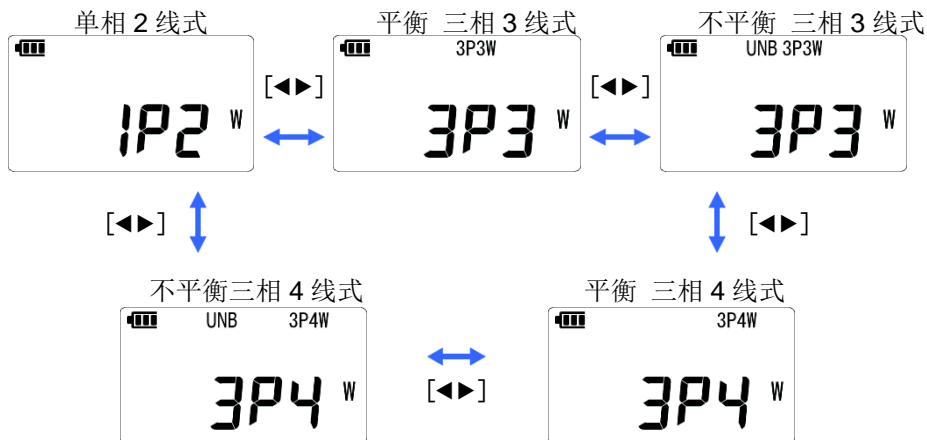 单相 2 线式
平衡 三相 3 线式
不平衡 三相 3 线式
3P3W
UNB 3P3W
[◀▶]
[◀▶]
1P2 W
3P3 W
3P3 W
[◀▶]
[◀▶]
不平衡三相 4 线式
平衡 三相 4 线式
UNB 3P4W
3P4W
[◀▶]
3P4 W
3P4 W